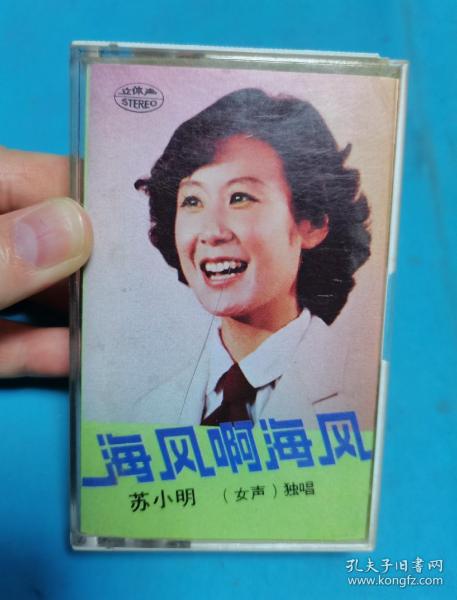 立体声
STEREO
海风啊海风
苏小明 (女声)独唱
孔夫子旧书网
www.kongfz.com